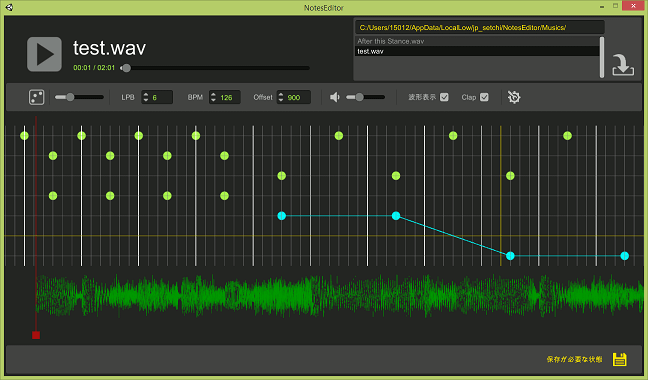 NotesEditor
test.wav
00:01 / 02:01
C:/Users/15012/AppData/LocalLow/jp_setchi/NotesEditor/Musics/
After this Stance.wav
test.wav
LPB 6 BPM 126 Offset 900 波形表示 Clap
保存が必要な状態